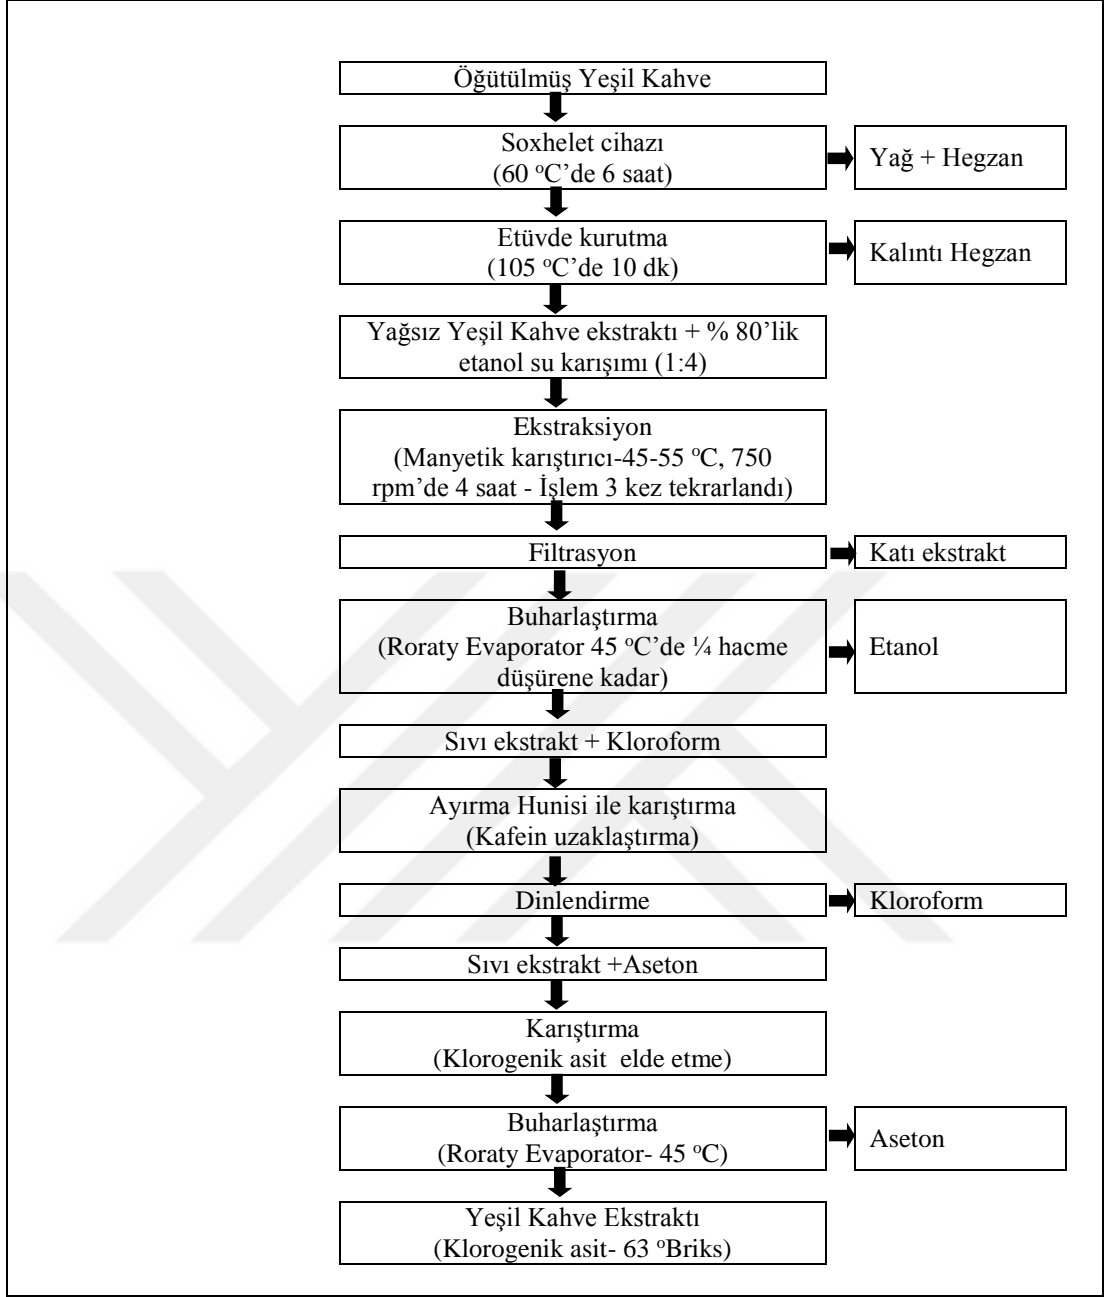 Öğütülmüş Yeşil Kahve
Soxhelet cihazı
(60 ºC’de 6 saat)
Yağ + Hegzan
Etüvde kurutma
(105 ºC’de 10 dk)
Kalıntı Hegzan
Yağsız Yeşil Kahve ekstraktı + % 80’lik
etanol su karışımı (1:4)
Ekstraksiyon
(Manyetik karıştırıcı-45-55 ºC, 750
rpm’de 4 saat - İşlem 3 kez tekrarlandı)
Filtrasyon
Katı ekstrakt
Buharlaştırma
(Roraty Evaporator 45 ºC’de ¼ hacme
düşürene kadar)
Etanol
Sıvı ekstrakt + Kloroform
Ayırma Hunisi ile karıştırma
(Kafein uzaklaştırma)
Dinlendirme
Kloroform
Sıvı ekstrakt +Aseton
Karıştırma
(Klorogenik asit  elde etme)
Buharlaştırma
(Roraty Evaporator- 45 ºC)
Aseton
Yeşil Kahve Ekstraktı
(Klorogenik asit- 63 ºBriks)